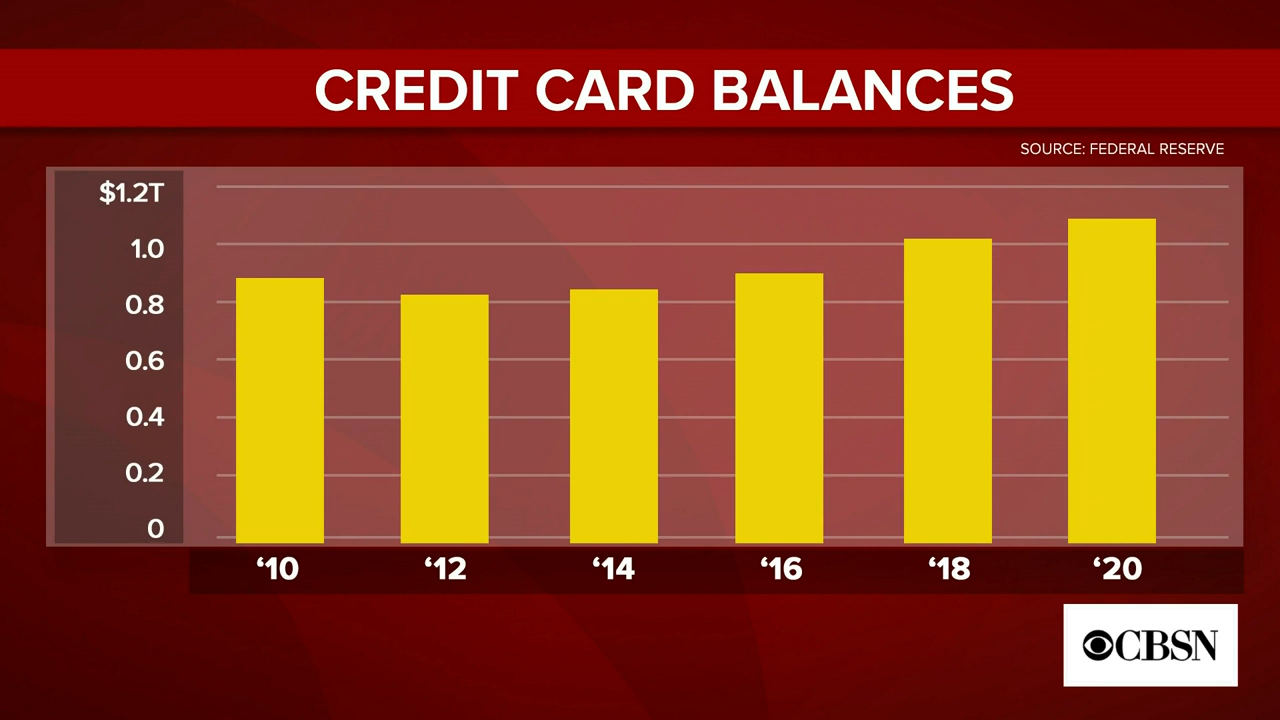 CREDIT CARD BALANCES
SOURCE: FEDERAL RESERVE
$1.2T
1.0
0.8
0.6
0.4
0.2
0
‘10 ‘12 ‘14 ‘16 ‘18 ‘20
CBSN